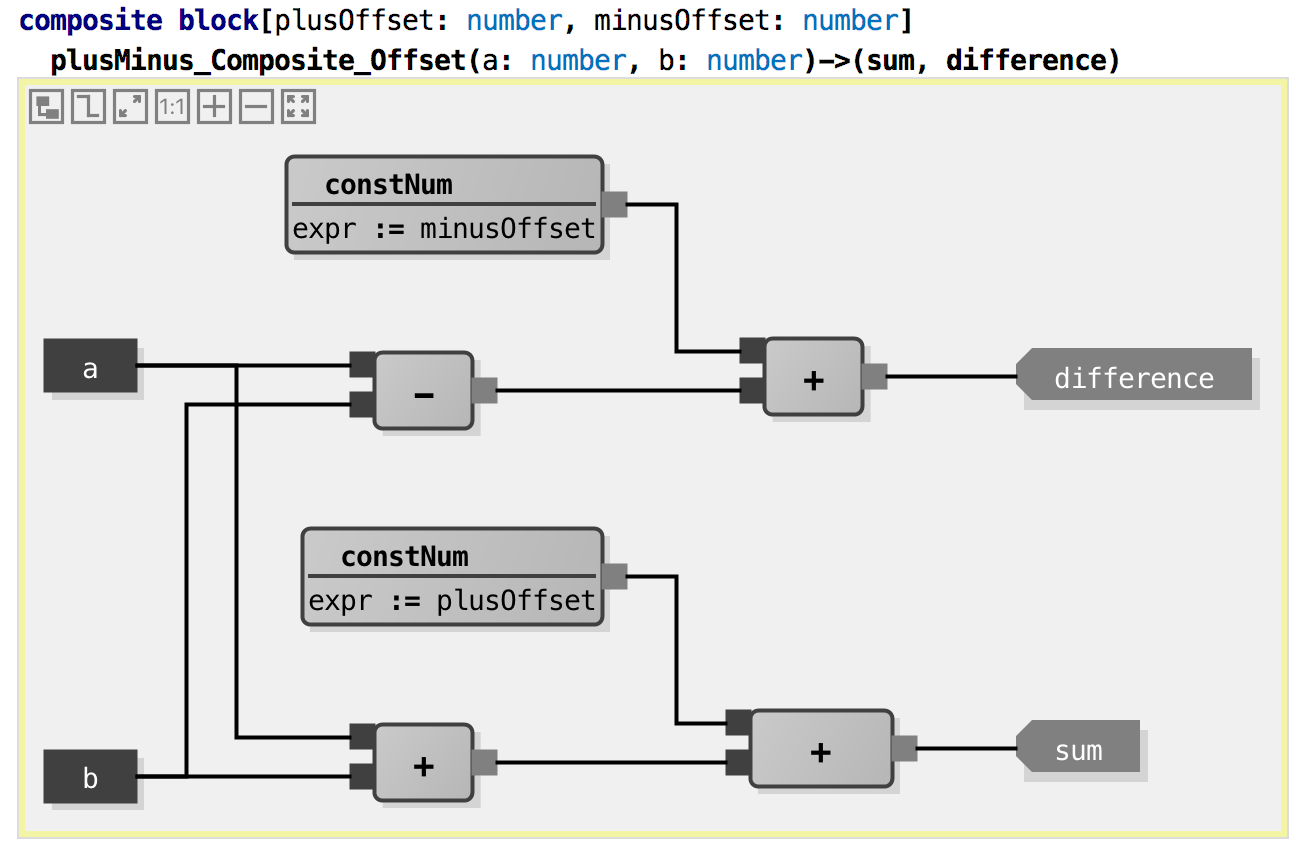 composite block[plusOffset: number, minusOffset: number]
plusMinus_Composite_Offset(a: number, b: number)->(sum, difference)
1:1
constNum
expr := minusOffset
a
-
+
difference
constNum
expr := plusOffset
b
+
+
sum